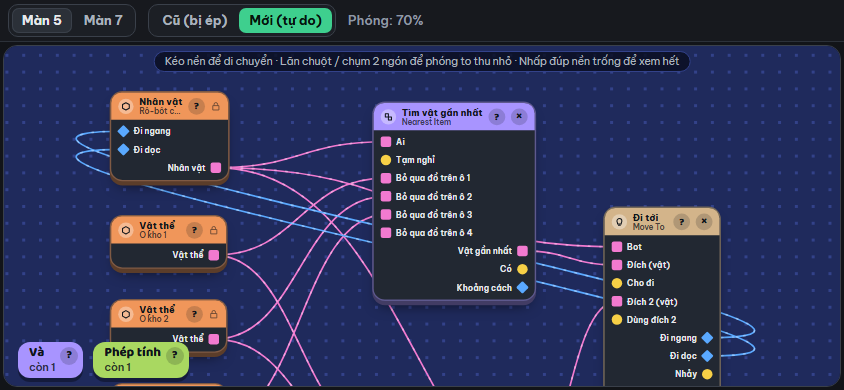 Màn 5
Màn 7
Cũ (bị ép)
Mới (tự do)
Phóng: 70%
Kéo nền để di chuyển · Lăn chuột / chụm 2 ngón để phóng to thu nhỏ · Nhấp đúp nền trống để xem hết
Nhân vật
Rô-bốt c...
?
Đi ngang
Đi dọc
Nhân vật
Vật thể
Ô kho 1
?
Vật thể
Vật thể
Ô kho 2
?
Vật thể
Và
còn 1
?
Phép tính
còn 1
?
Tìm vật gần nhất
Nearest Item
?
×
Ai
Tạm nghỉ
Bỏ qua đồ trên ô 1
Bỏ qua đồ trên ô 2
Bỏ qua đồ trên ô 3
Bỏ qua đồ trên ô 4
Vật gần nhất
Có
Khoảng cách
Đi tới
Move To
?
×
Bot
Đích (vật)
Cho đi
Đích 2 (vật)
Dùng đích 2
Đi ngang
Đi dọc
Nhảy